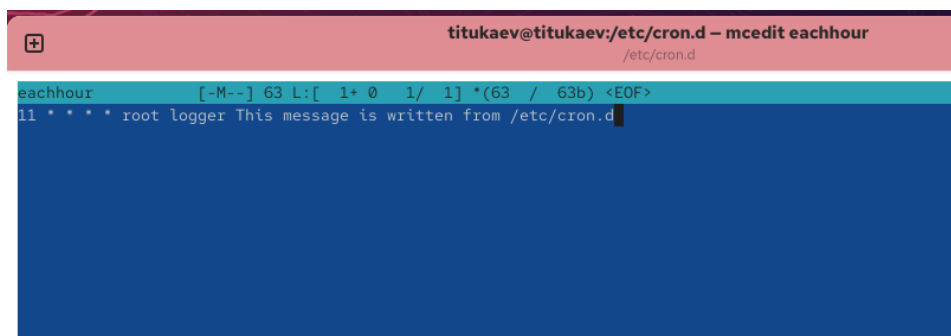 titukaev@titukaev:/etc/cron.d — mcedit eachhour
/etc/cron.d
eachhour [-M--] 63 L:[ 1+ 0 1/ 1] *(63 / 63b) <EOF>
11 * * * * root logger This message is written from /etc/cron.d